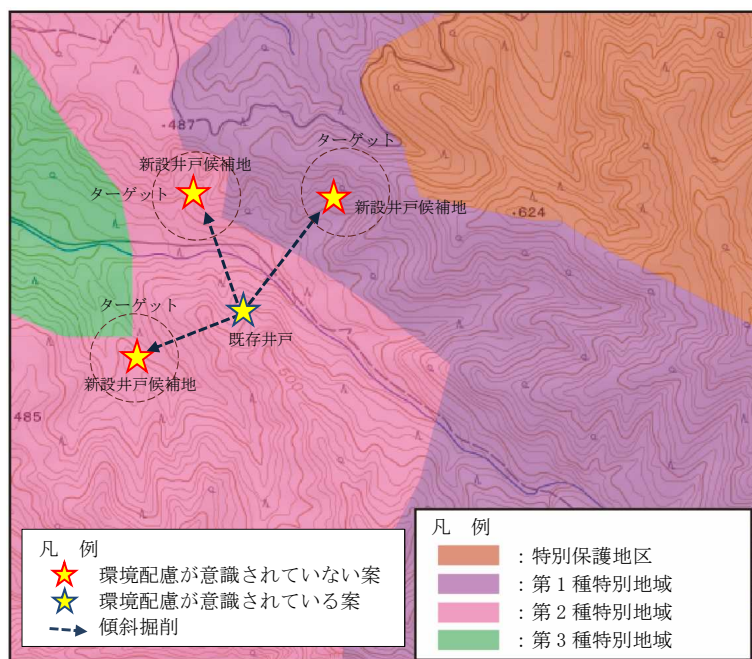 ・487
ターゲット
新設井戸候補地
ターゲット
新設井戸候補地
・624
ターゲット
既存井戸
新設井戸候補地
500
485
凡 例
環境配慮が意識されていない案
環境配慮が意識されている案
傾斜掘削
凡 例
：特別保護地区
：第１種特別地域
：第２種特別地域
：第３種特別地域